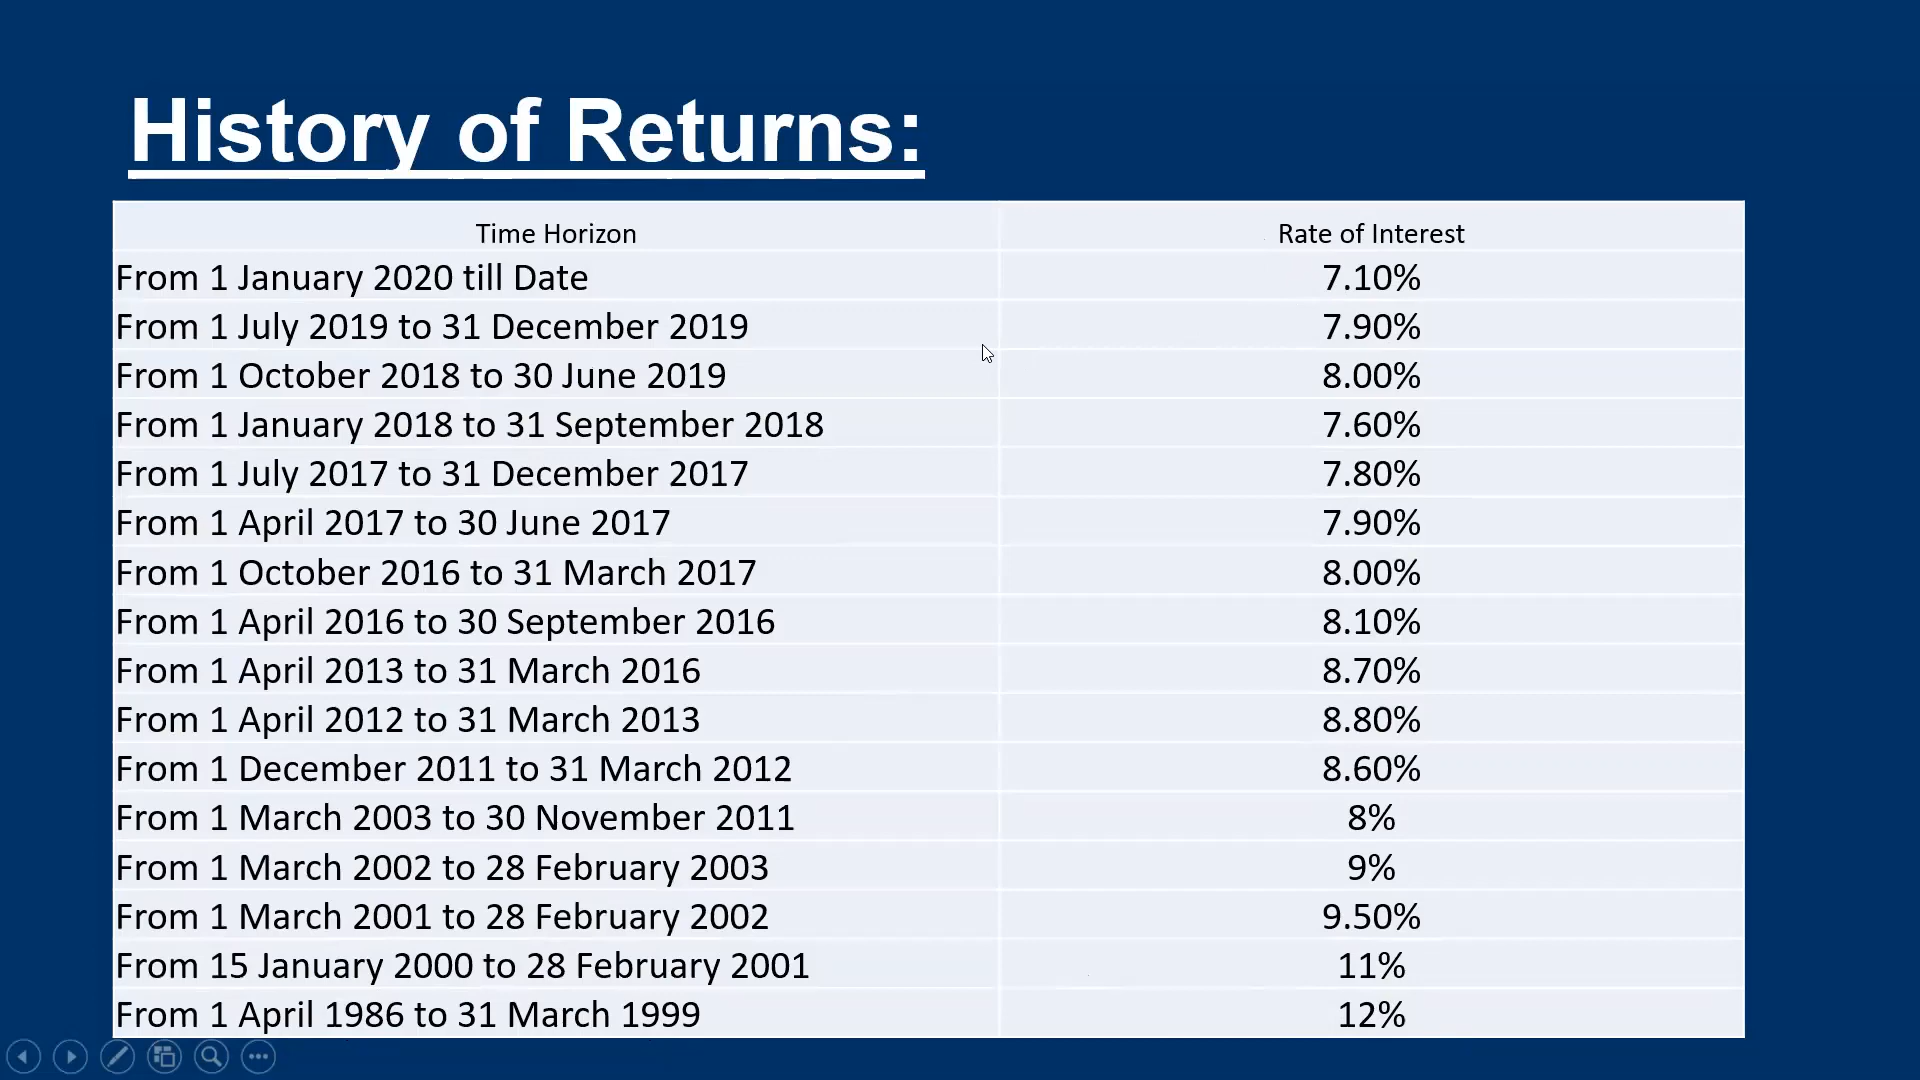 History of Returns:
Time Horizon Rate of Interest
From 1 January 2020 till Date 7.10%
From 1 July 2019 to 31 December 2019 7.90%
From 1 October 2018 to 30 June 2019 8.00%
From 1 January 2018 to 31 September 2018 7.60%
From 1 July 2017 to 31 December 2017 7.80%
From 1 April 2017 to 30 June 2017 7.90%
From 1 October 2016 to 31 March 2017 8.00%
From 1 April 2016 to 30 September 2016 8.10%
From 1 April 2013 to 31 March 2016 8.70%
From 1 April 2012 to 31 March 2013 8.80%
From 1 December 2011 to 31 March 2012 8.60%
From 1 March 2003 to 30 November 2011 8%
From 1 March 2002 to 28 February 2003 9%
From 1 March 2001 to 28 February 2002 9.50%
From 15 January 2000 to 28 February 2001 11%
From 1 April 1986 to 31 March 1999 12%